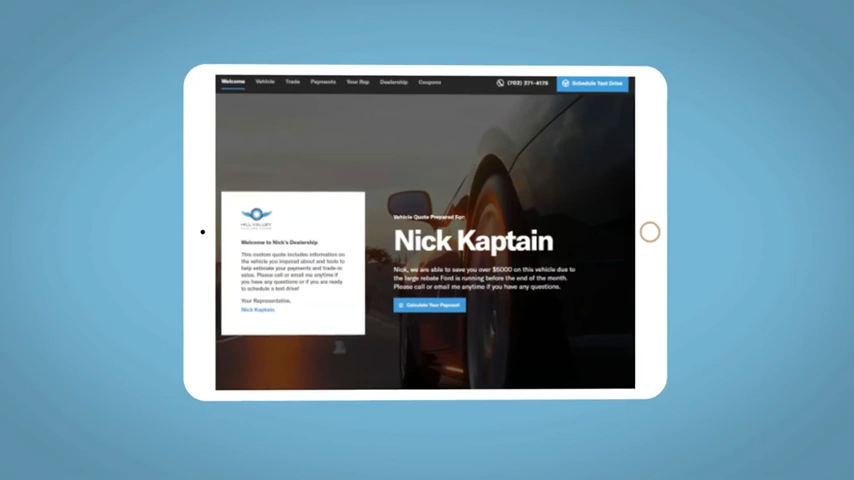 Welcome Vehicle Trade Payments Your Rep Dealership Coupons (702) 371-4176 Schedule Test Drive
HILL VALLEY
Welcome to Nick's Dealership
This custom quote includes information on
the vehicle you inquired about and tools to
help estimate your payments and trade-in
value. Please call or email me anytime if
you have any questions or if you are ready
to schedule a test drive!
Your Representative,
Nick Kaptain
Vehicle Quote Prepared For:
Nick Kaptain
Nick, we are able to save you over $5000 on this vehicle due to
the large rebate Ford is running before the end of the month.
Please call or email me anytime if you have any questions.
Calculate Your Payment